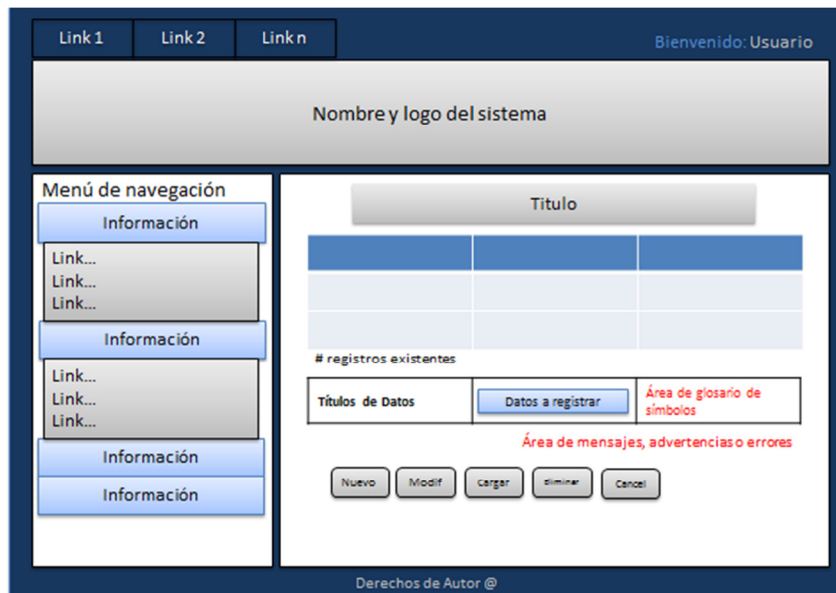 Link 1 Link 2 Link n
Bienvenido: Usuario
Nombre y logo del sistema
Menú de navegación
Información
Link...
Link...
Link...
Información
Link...
Link...
Link...
Información
Información
Titulo
# registros existentes
Títulos de Datos
Datos a registrar
Área de glosario de
símbolos
Área de mensajes, advertencias o errores
Nuevo Modif Cargar Eliminar Cancel
Derechos de Autor @